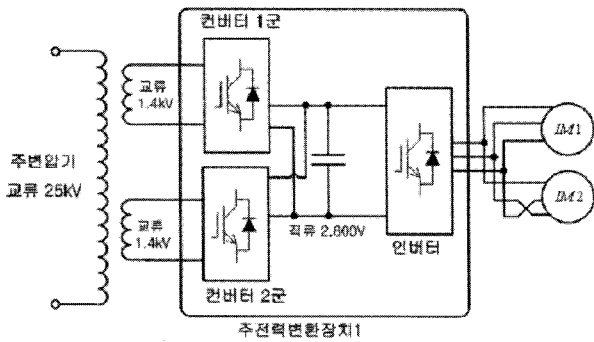 컨버터 1군
교류
1.4kV
IM1
주변압기
교류 25kV
IM2
교류
1.4kV
직류 2,800V
인버터
컨버터 2군
주전력변환장치1